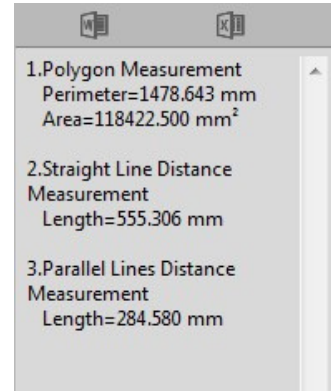 1.Polygon Measurement
Perimeter=1478.643 mm
Area=118422.500 mm²
2.Straight Line Distance
Measurement
Length=555.306 mm
3.Parallel Lines Distance
Measurement
Length=284.580 mm